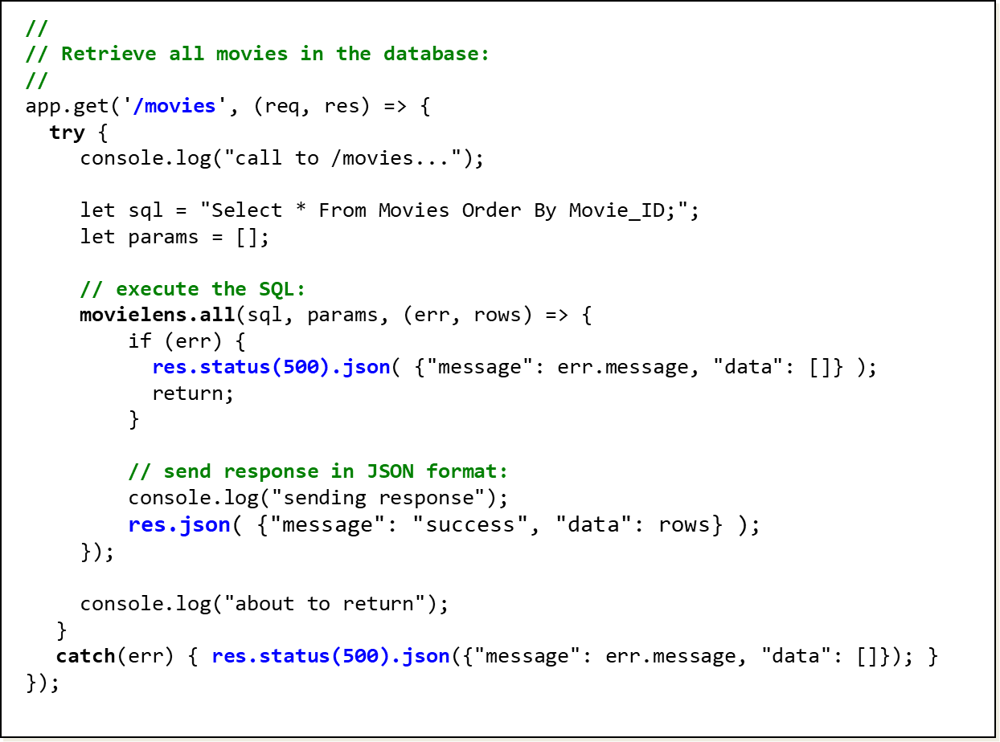 //
// Retrieve all movies in the database:
//
app.get('/movies', (req, res) => {
try {
console.log("call to /movies...");
let sql = "Select * From Movies Order By Movie_ID;";
let params = [];
// execute the SQL:
movielens.all(sql, params, (err, rows) => {
if (err) {
res.status(500).json( {"message": err.message, "data": []} );
return;
}
// send response in JSON format:
console.log("sending response");
res.json( {"message": "success", "data": rows} );
});
console.log("about to return");
}
catch(err) { res.status(500).json({"message": err.message, "data": []}); }
});